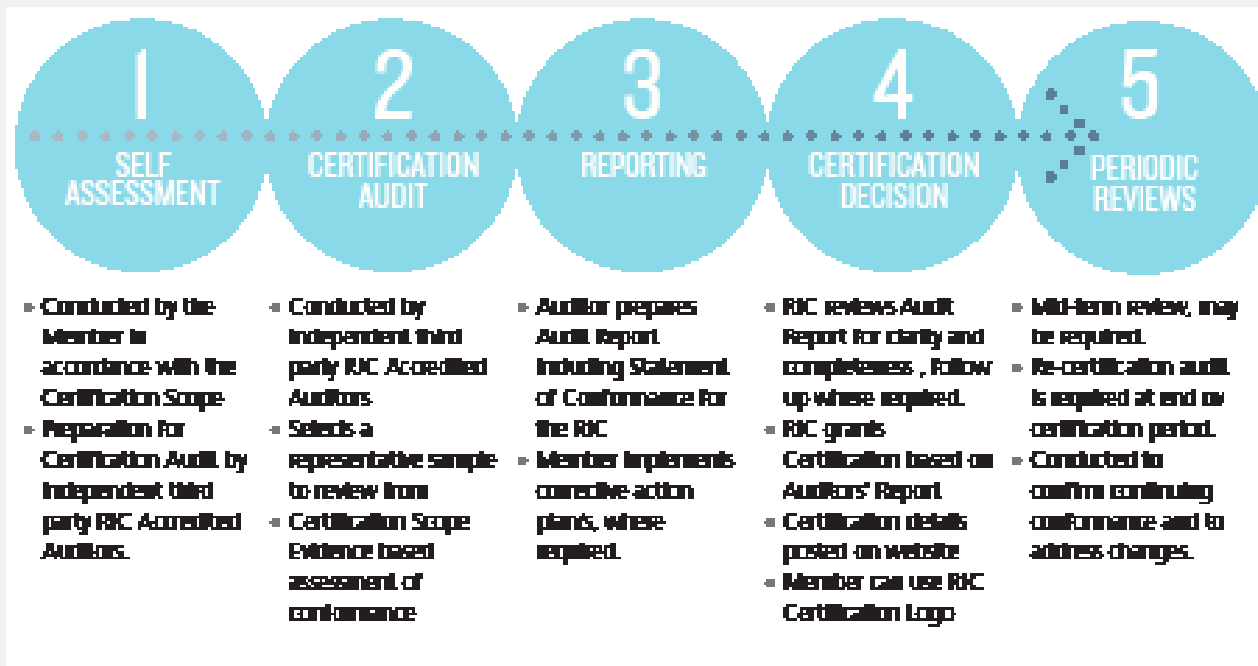 1
SELF
ASSESSMENT
• Conducted by the
Member in
accordance with the
Certification Scope
• Preparation for
Certification Audit by
independent third
party RJC Accredited
Auditors.
2
CERTIFICATION
AUDIT
• Conducted by
independent third
party RJC Accredited
Auditors
• Selects a
representative sample
to review from
• Certification Scope
Evidence based
assessment of
conformance
3
REPORTING
• Auditor prepares
Audit Report
including Statement
of Conformance for
the RJC
• Member implements
corrective action
plants, where
required.
4
CERTIFICATION
DECISION
• RJC reviews Audit
Report for clarity and
completeness , follow
up where required.
• RJC grants
Certification based on
Auditors' Report
• Certification details
posted on website
• Member can use RJC
Certification Logo
5
PERIODIC
REVIEWS
• Mid-term review, may
be required.
• Re-certification audit
is required at end ov
certification period.
• Conducted to
confirm continuing
conformance and to
address changes.